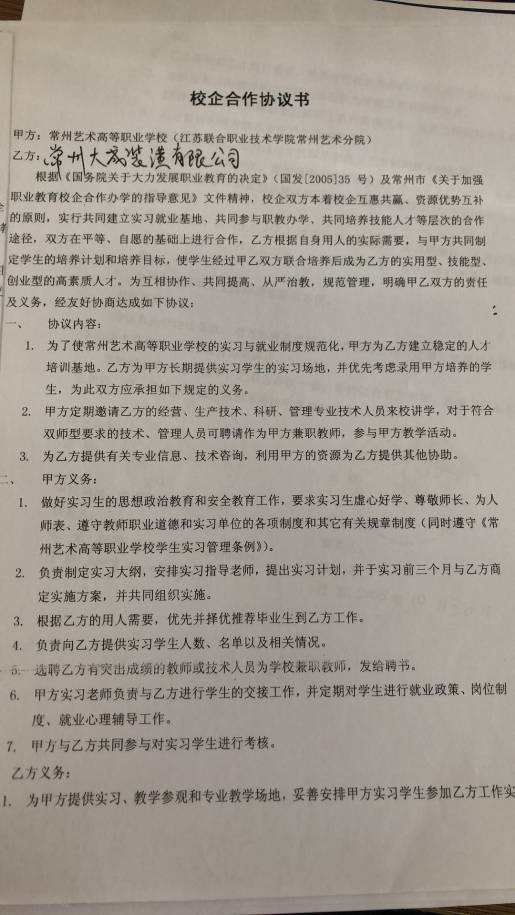 校企合作协议书
甲方：常州艺术高等职业学校（江苏联合职业技术学院常州艺术分院）
乙方：常州大成装潢有限公司
根据《国务院关于大力发展职业教育的决定》（国发[2005]35 号）及常州市《关于加强
职业教育校企合作办学的指导意见》文件精神，校企双方本着校企互惠共赢、资源优势互补
的原则，实行共同建立实习就业基地、共同参与职教办学、共同培养技能人才等层次的合作
途径，双方在平等、自愿的基础上进行合作，乙方根据自身用人的实际需要，与甲方共同制
定学生的培养计划和培养目标，使学生经过甲乙双方联合培养后成为乙方的实用型、技能型、
创业型的高素质人才。为互相协作、共同提高、从严治教，规范管理，明确甲乙双方的责任
及义务，经友好协商达成如下协议：
一、 协议内容：
1. 为了使常州艺术高等职业学校的实习与就业制度规范化，甲方为乙方建立稳定的人才
培训基地。乙方为甲方长期提供实习学生的实习场地，并优先考虑录用甲方培养的学
生，为此双方应承担如下规定的义务。
2. 甲方定期邀请乙方的经营、生产技术、科研、管理专业技术人员来校讲学，对于符合
双师型要求的技术、管理人员可聘请作为甲方兼职教师，参与甲方教学活动。
3. 为乙方提供有关专业信息、技术咨询，利用甲方的资源为乙方提供其他协助。
二、 甲方义务：
1. 做好实习生的思想政治教育和安全教育工作，要求实习生虚心好学、尊敬师长、为人
师表、遵守教师职业道德和实习单位的各项制度和其它有关规章制度（同时遵守《常
州艺术高等职业学校学生实习管理条例》）。
2. 负责制定实习大纲，安排实习指导老师，提出实习计划，并于实习前三个月与乙方商
定实施方案，并共同组织实施。
3. 根据乙方的用人需要，优先并择优推荐毕业生到乙方工作。
4. 负责向乙方提供实习学生人数、名单以及相关情况。
5. 选聘乙方有突出成绩的教师或技术人员为学校兼职教师，发给聘书。
6. 甲方实习老师负责与乙方进行学生的交接工作，并定期对学生进行就业政策、岗位制
度、就业心理辅导工作。
7. 甲方与乙方共同参与对实习学生进行考核。
乙方义务：
1. 为甲方提供实习、教学参观和专业教学场地，妥善安排甲方实习学生参加乙方工作实